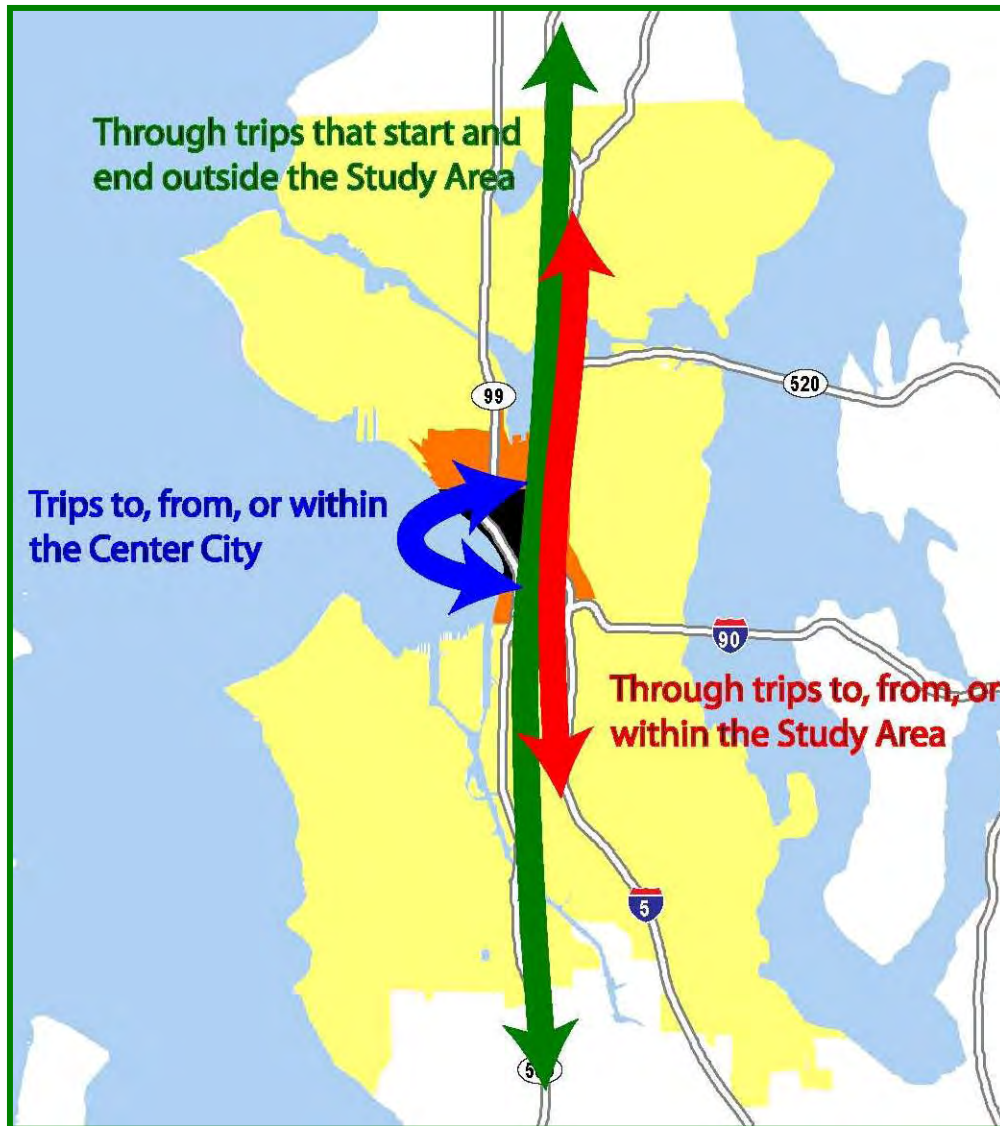 Through trips that start and
end outside the Study Area
520
99
Trips to, from, or within
the Center City
90
Through trips to, from, or
within the Study Area
5